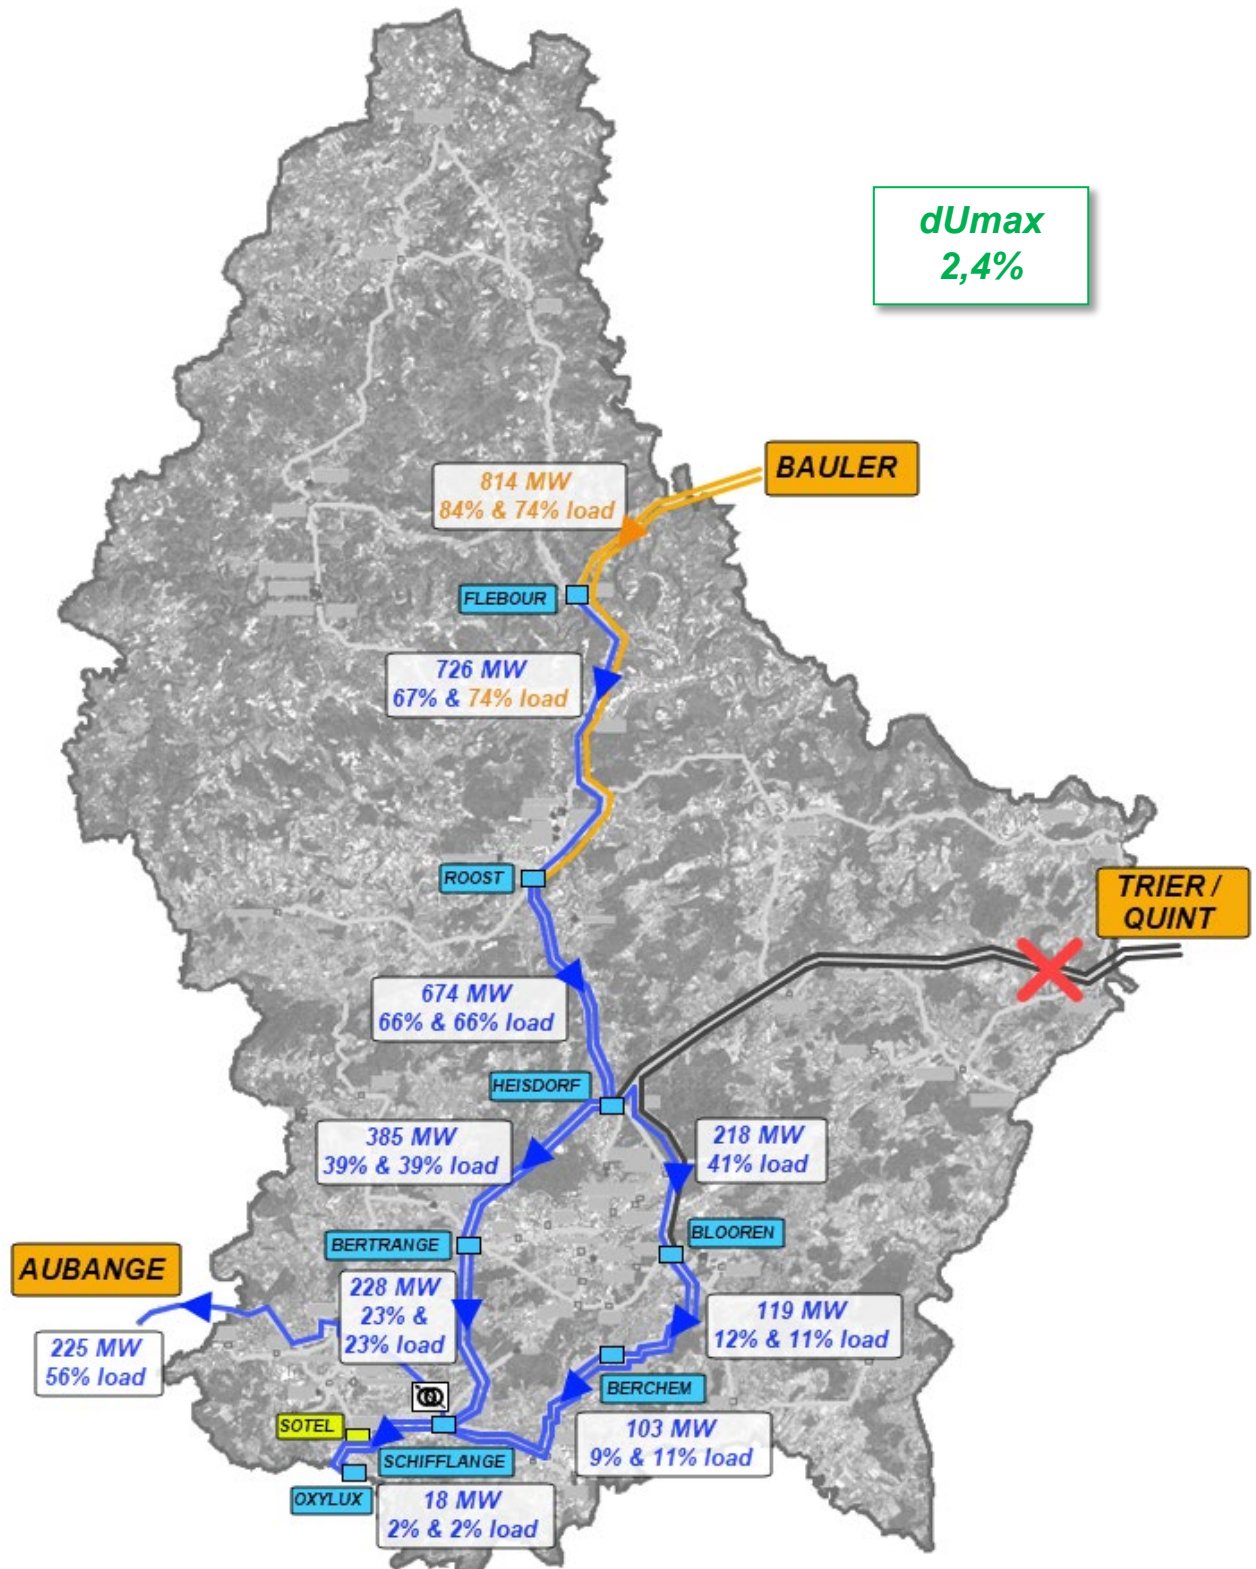 dUmax
2,4%
BAULER
814 MW
84% & 74% load
FLEBOUR
726 MW
67% & 74% load
ROOST
TRIER /
QUINT
674 MW
66% & 66% load
HEISDORF
385 MW
39% & 39% load
218 MW
41% load
BERTRANGE
BLOOREN
AUBANGE
228 MW
23% &
23% load
119 MW
12% & 11% load
225 MW
56% load
BERCHEM
SOTEL
103 MW
9% & 11% load
SCHIFFLANGE
OXYLUX
18 MW
2% & 2% load